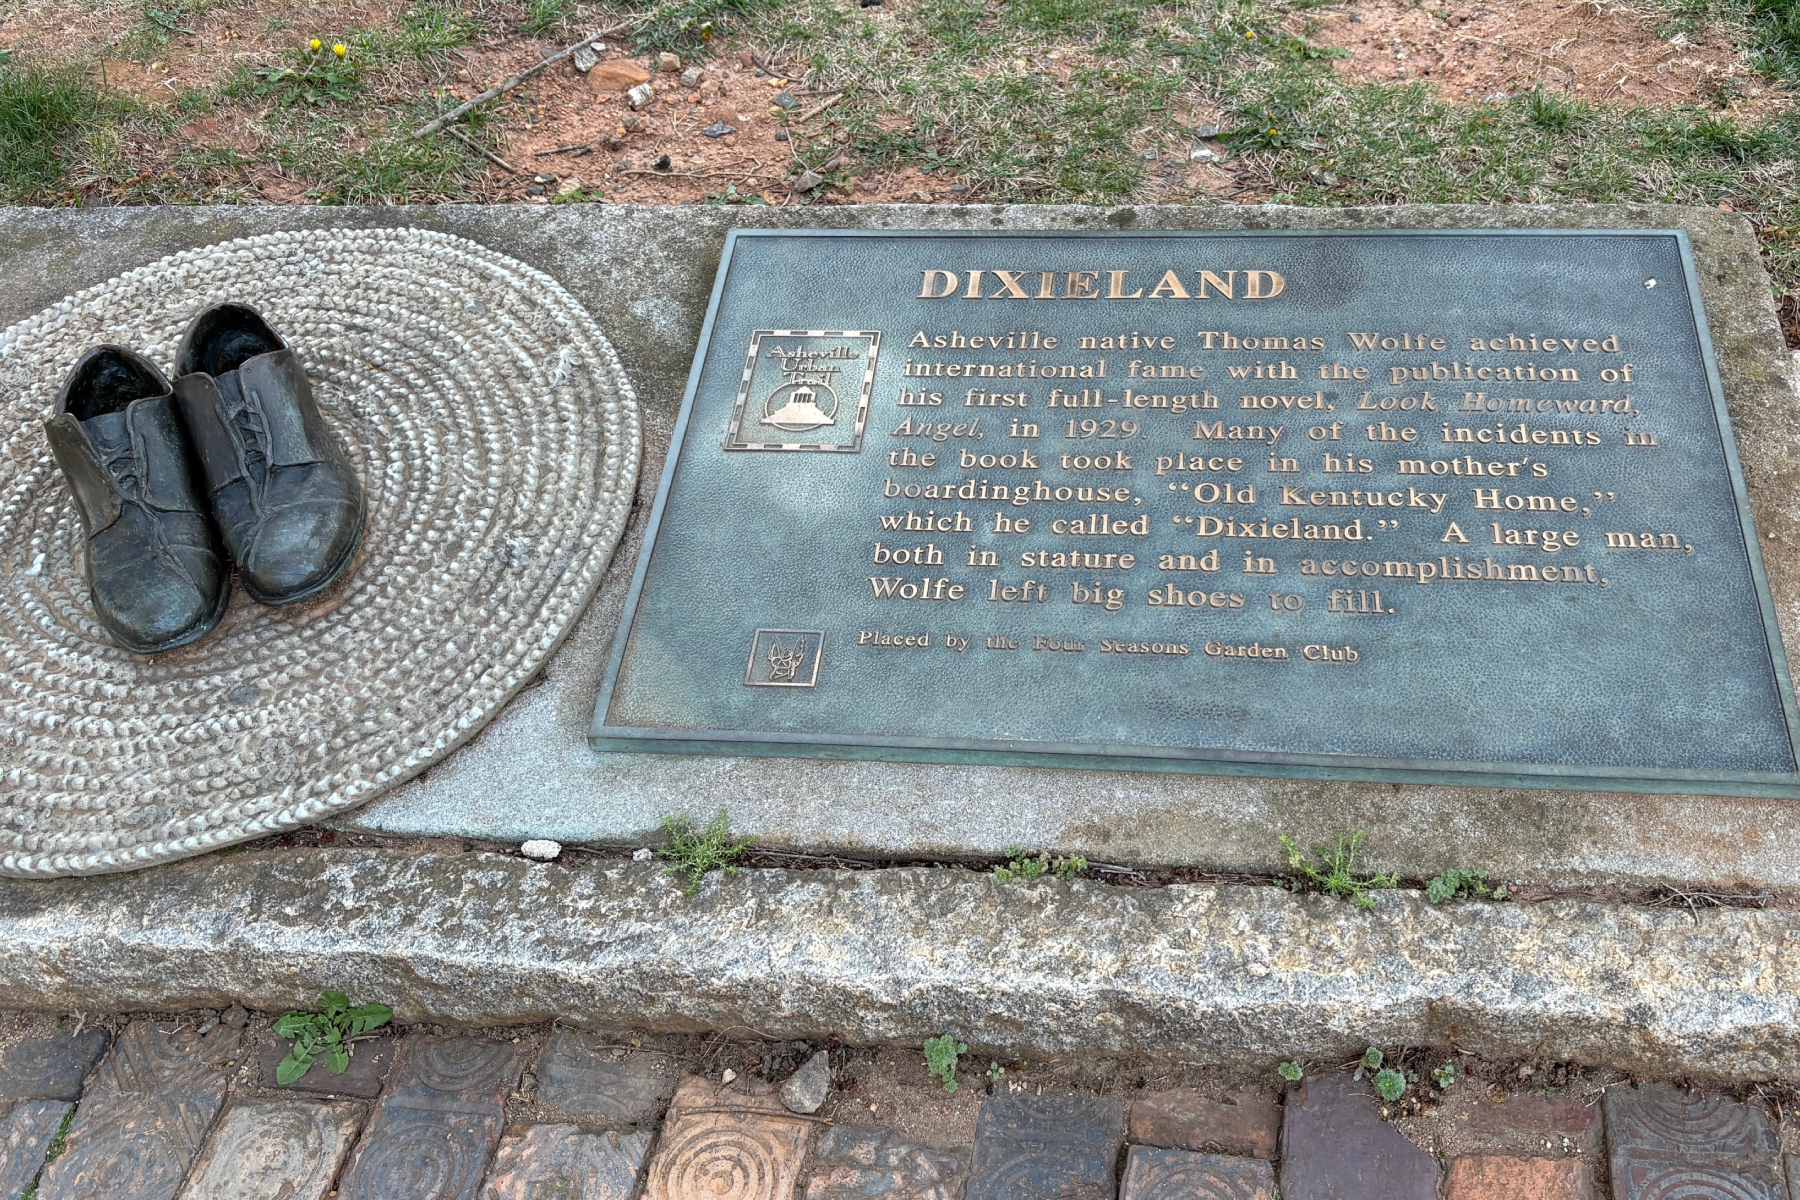 DIXIELAND
Asheville
Urban
Trail
Asheville native Thomas Wolfe achieved
international fame with the publication of
his first full-length novel, Look Homeward,
Angel, in 1929. Many of the incidents in
the book took place in his mother's
boardinghouse, “Old Kentucky Home,”
which he called “Dixieland.” A large man,
both in stature and in accomplishment,
Wolfe left big shoes to fill.
Placed by the Four Seasons Garden Club